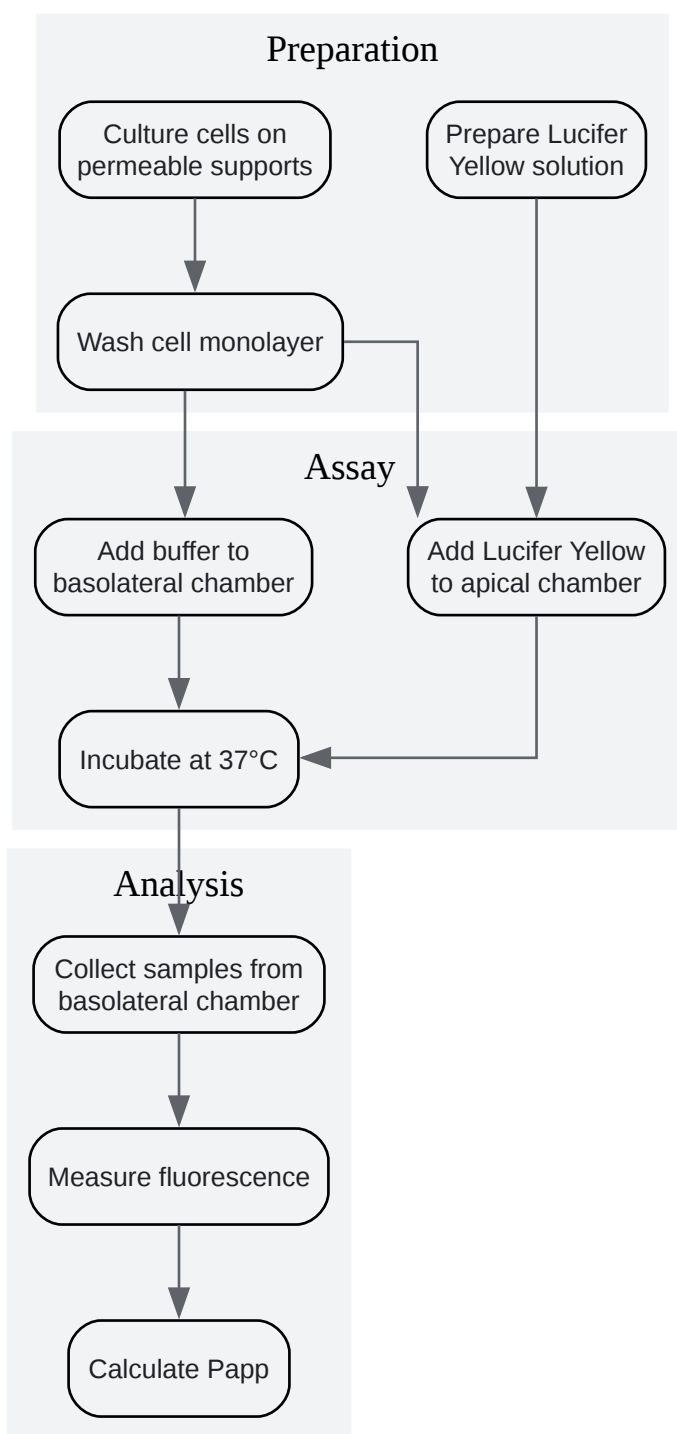 Preparation
Culture cells on
permeable supports
Prepare Lucifer
Yellow solution
Wash cell monolayer
Assay
Add buffer to
basolateral chamber
Add Lucifer Yellow
to apical chamber
Incubate at 37°C
Analysis
Collect samples from
basolateral chamber
Measure fluorescence
Calculate Papp